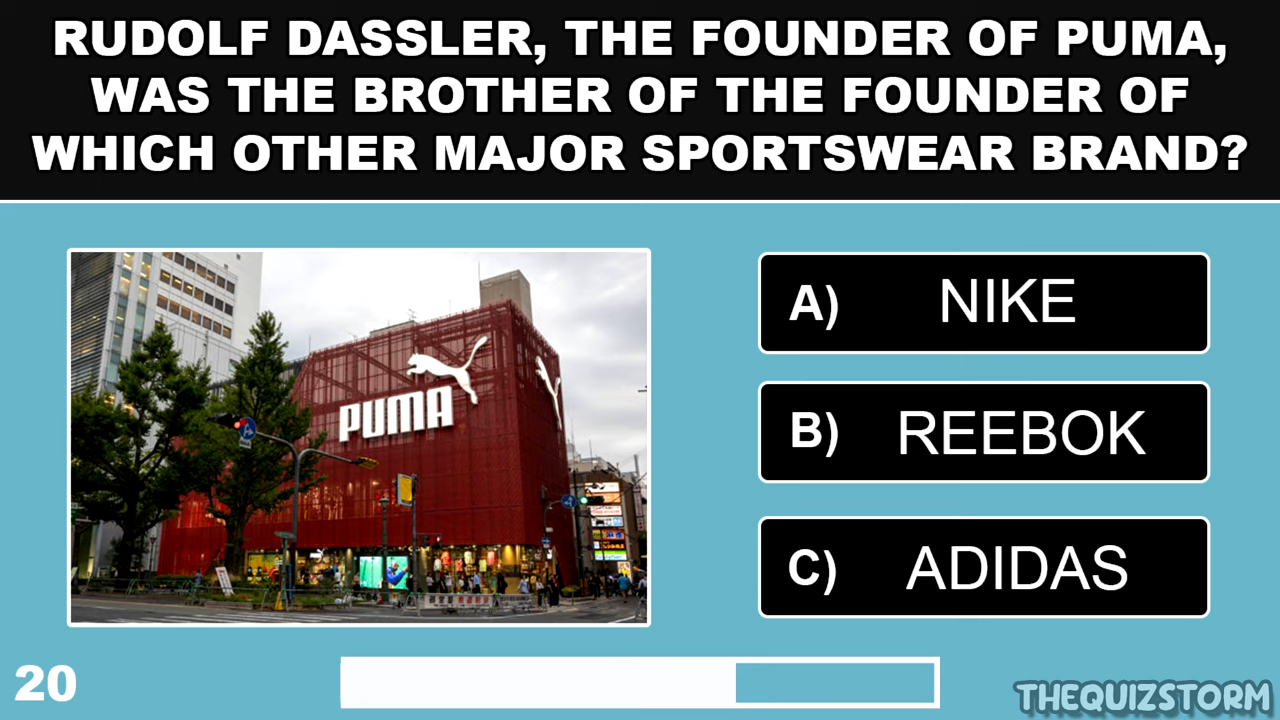 RUDOLF DASSLER, THE FOUNDER OF PUMA,
WAS THE BROTHER OF THE FOUNDER OF
WHICH OTHER MAJOR SPORTSWEAR BRAND?
PUMA
A) NIKE
B) REEBOK
C) ADIDAS
20
THEQUIZSTORM